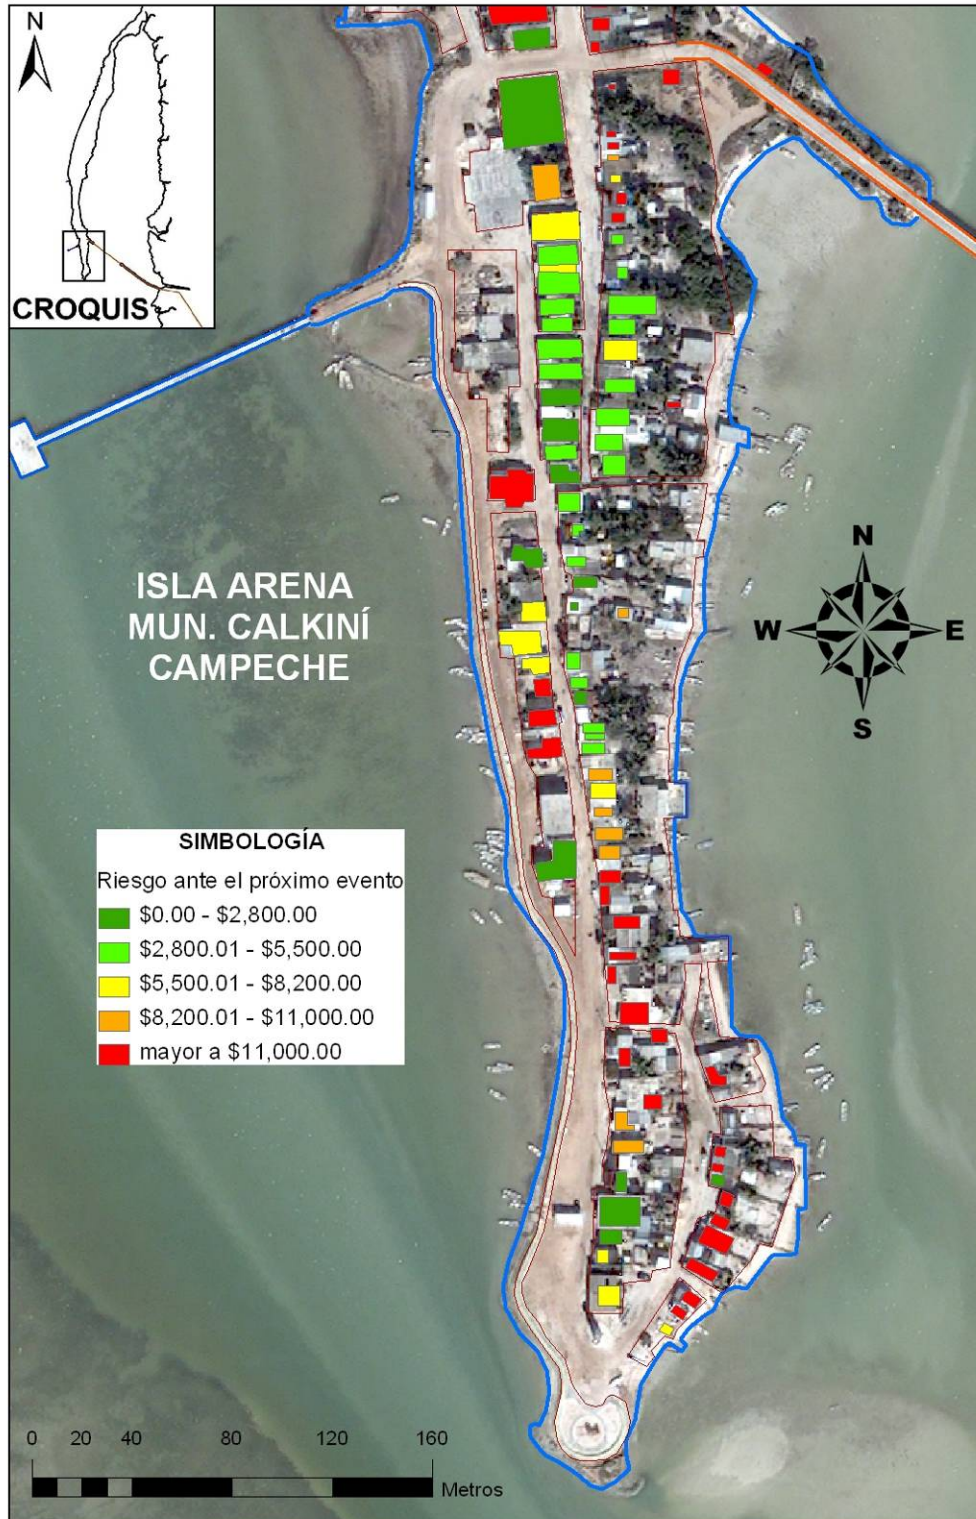 N
CROQUIS
ISLA ARENA
MUN. CALKINÍ
CAMPECHE
N
W
E
S
SIMBOLOGÍA
Riesgo ante el próximo evento
$0.00 - $2,800.00
$2,800.01 - $5,500.00
$5,500.01 - $8,200.00
$8,200.01 - $11,000.00
mayor a $11,000.00
0 20 40 80 120 160
Metros